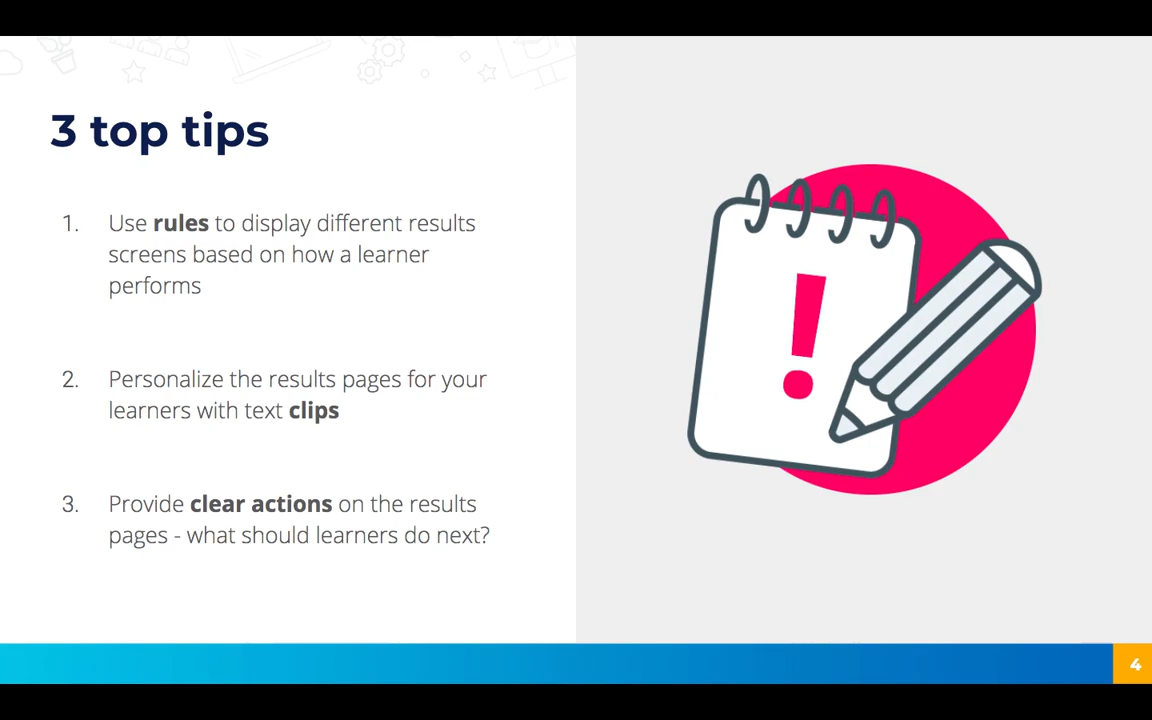 3 top tips
1. Use rules to display different results
screens based on how a learner
performs
2. Personalize the results pages for your
learners with text clips
3. Provide clear actions on the results
pages - what should learners do next?
!
4